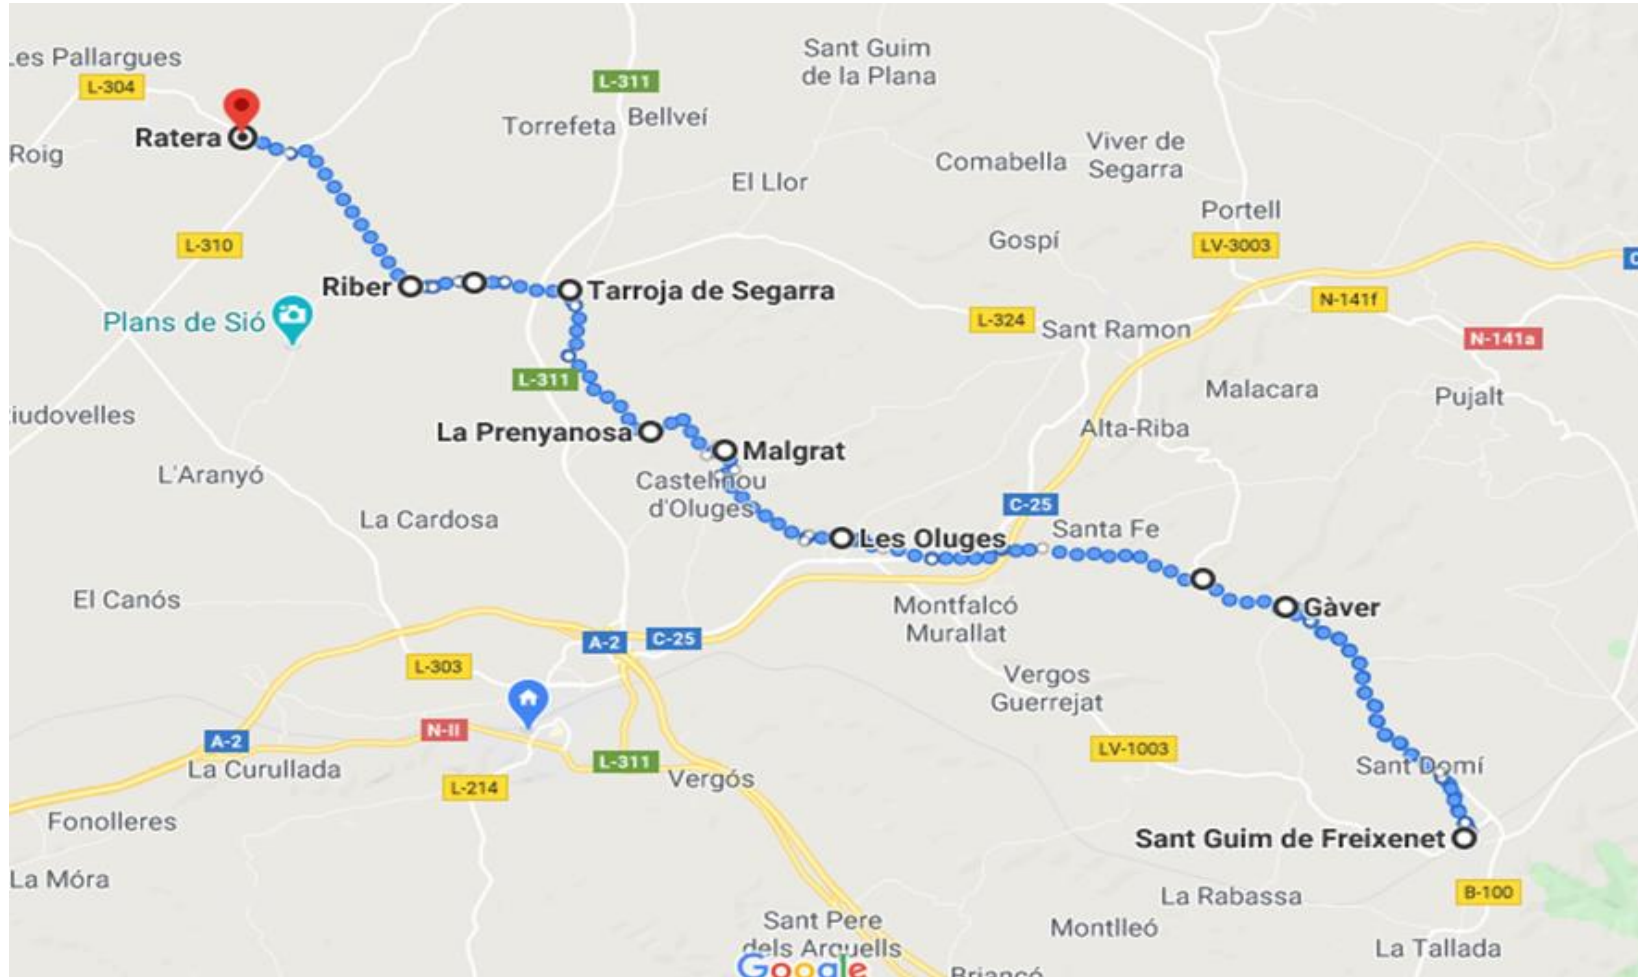 Les Pallargues
L-304
Ratera
Roig
L-311
Torrefeta
Bellveí
Sant Guim
de la Plana
El Llor
Comabella
Viver de
Segarra
Portell
LV-3003
Gospí
L-310
Riber
Tarroja de Segarra
Plans de Sió
L-324
Sant Ramon
N-141f
N-141a
C
L-311
Malacara
Pujalt
iudovelles
La Prenyanosa
Malgrat
Alta-Riba
L'Aranyó
Castellnou
d'Oluges
La Cardosa
C-25
Les Oluges
Santa Fe
El Canós
Montfalcó
Murallat
Gàver
A-2
C-25
L-303
Vergos
Guerrejat
N-II
A-2
LV-1003
La Curullada
L-311
Vergós
L-214
Sant Domí
Fonolleres
Sant Guim de Freixenet
La Móra
La Rabassa
B-100
Sant Pere
dels Arquells
Montlleó
La Tallada
Google
Briançó